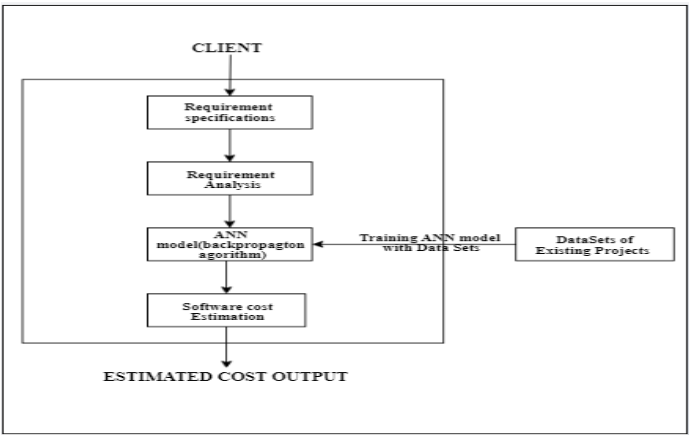 CLIENT
Requirement
specifications
Requirement
Analysis
ANN
model(backpropagton
agorithm)
Training ANN model
with Data Sets
DataSets of
Existing Projects
Software cost
Estimation
ESTIMATED COST OUTPUT